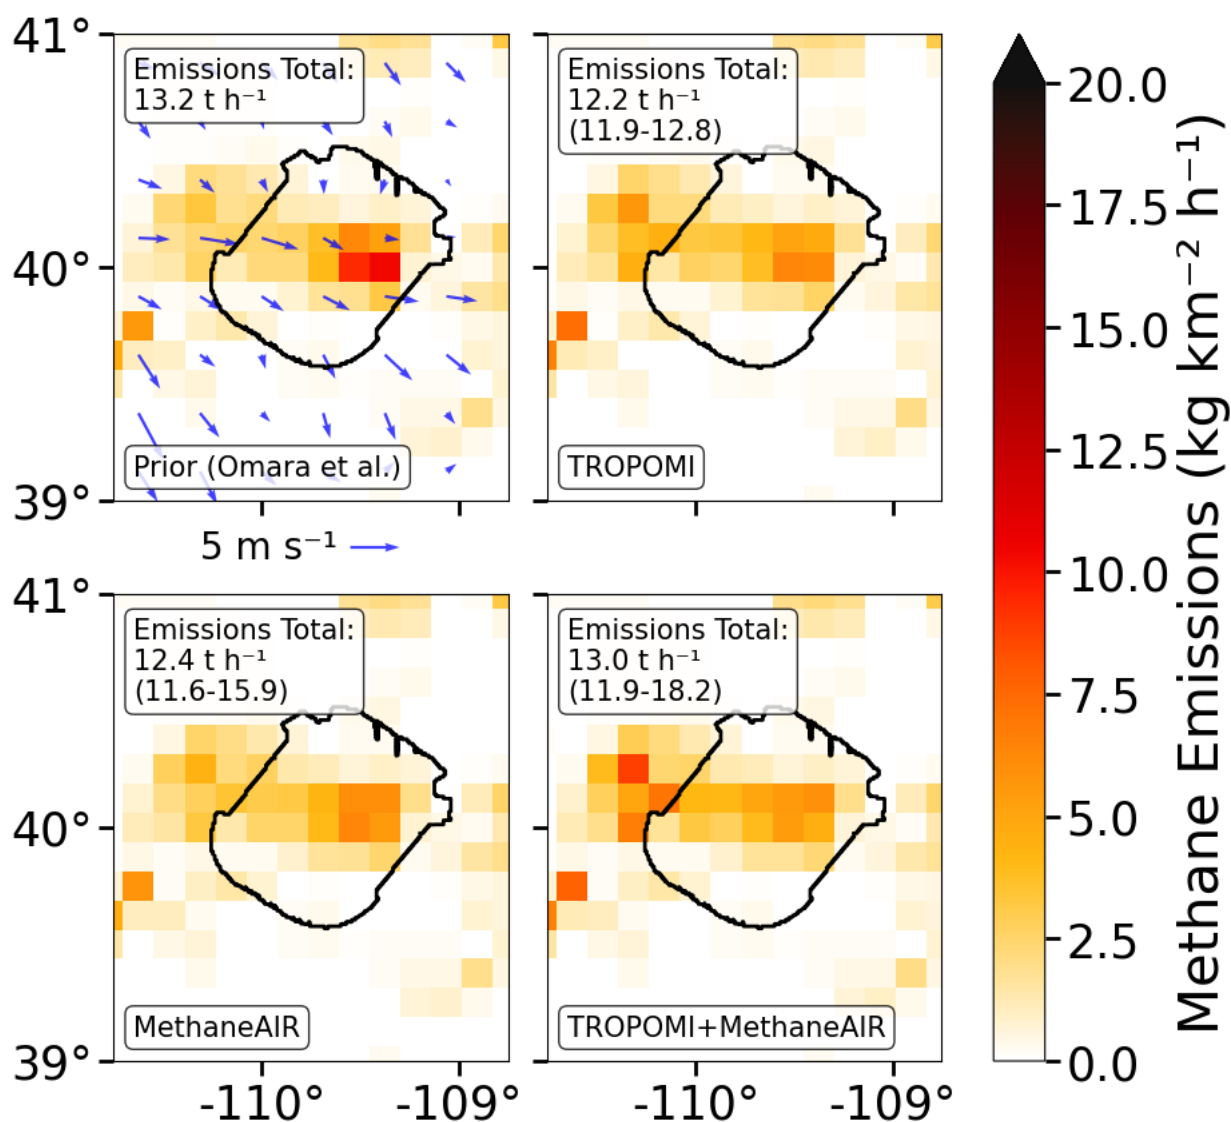 41°
40°
39°
Emissions Total:
13.2 t h⁻¹
Prior (Omara et al.)
5 m s⁻¹
Emissions Total:
12.2 t h⁻¹
(11.9-12.8)
TROPOMI
41°
40°
39°
Emissions Total:
12.4 t h⁻¹
(11.6-15.9)
MethaneAIR
-110°
-109°
Emissions Total:
13.0 t h⁻¹
(11.9-18.2)
TROPOMI+MethaneAIR
-110°
-109°
20.0
17.5
15.0
12.5
10.0
7.5
5.0
2.5
0.0
Methane Emissions (kg km⁻² h⁻¹)